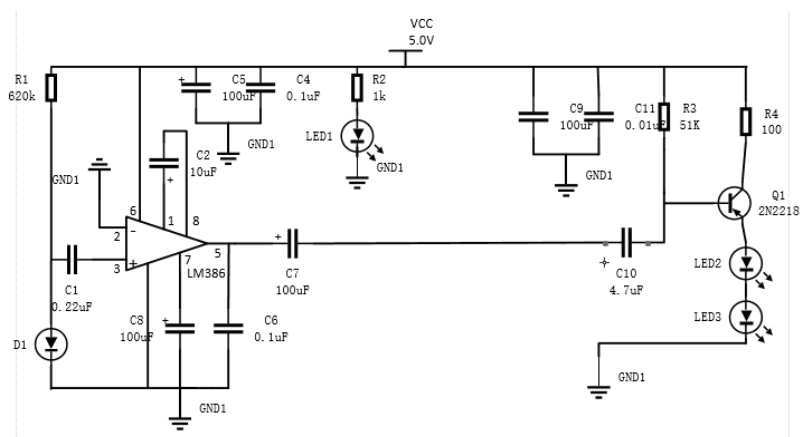 VCC
5.0V
R1
620k
+
C5
100uF
C4
0.1uF
R2
1k
LED1
GND1
GND1
C2
10uF
+
GND1
6
1
8
2
-
3
+
5
7
LM386
C1
0.22uF
D1
C8
100uF
+
C6
0.1uF
GND1
+
C7
100uF
C10
4.7uF
C9
100uF
C11
0.01uF
GND1
R3
51K
R4
100
Q1
2N2218
LED2
LED3
GND1